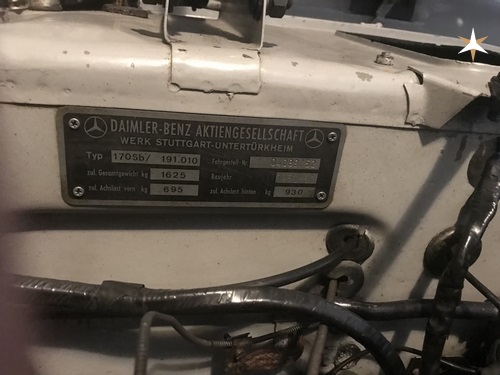 DAIMLER-BENZ AKTIENGESELLSCHAFT
WERK STUTTGART-UNTERTÜRKHEIM
Typ 170Sb/ 191.010 Fahrgestell Nr.
zul. Gesamtgewicht kg 1625 Baujahr
zul. Achslast vorn kg 695 zul. Achslast hinten kg 930